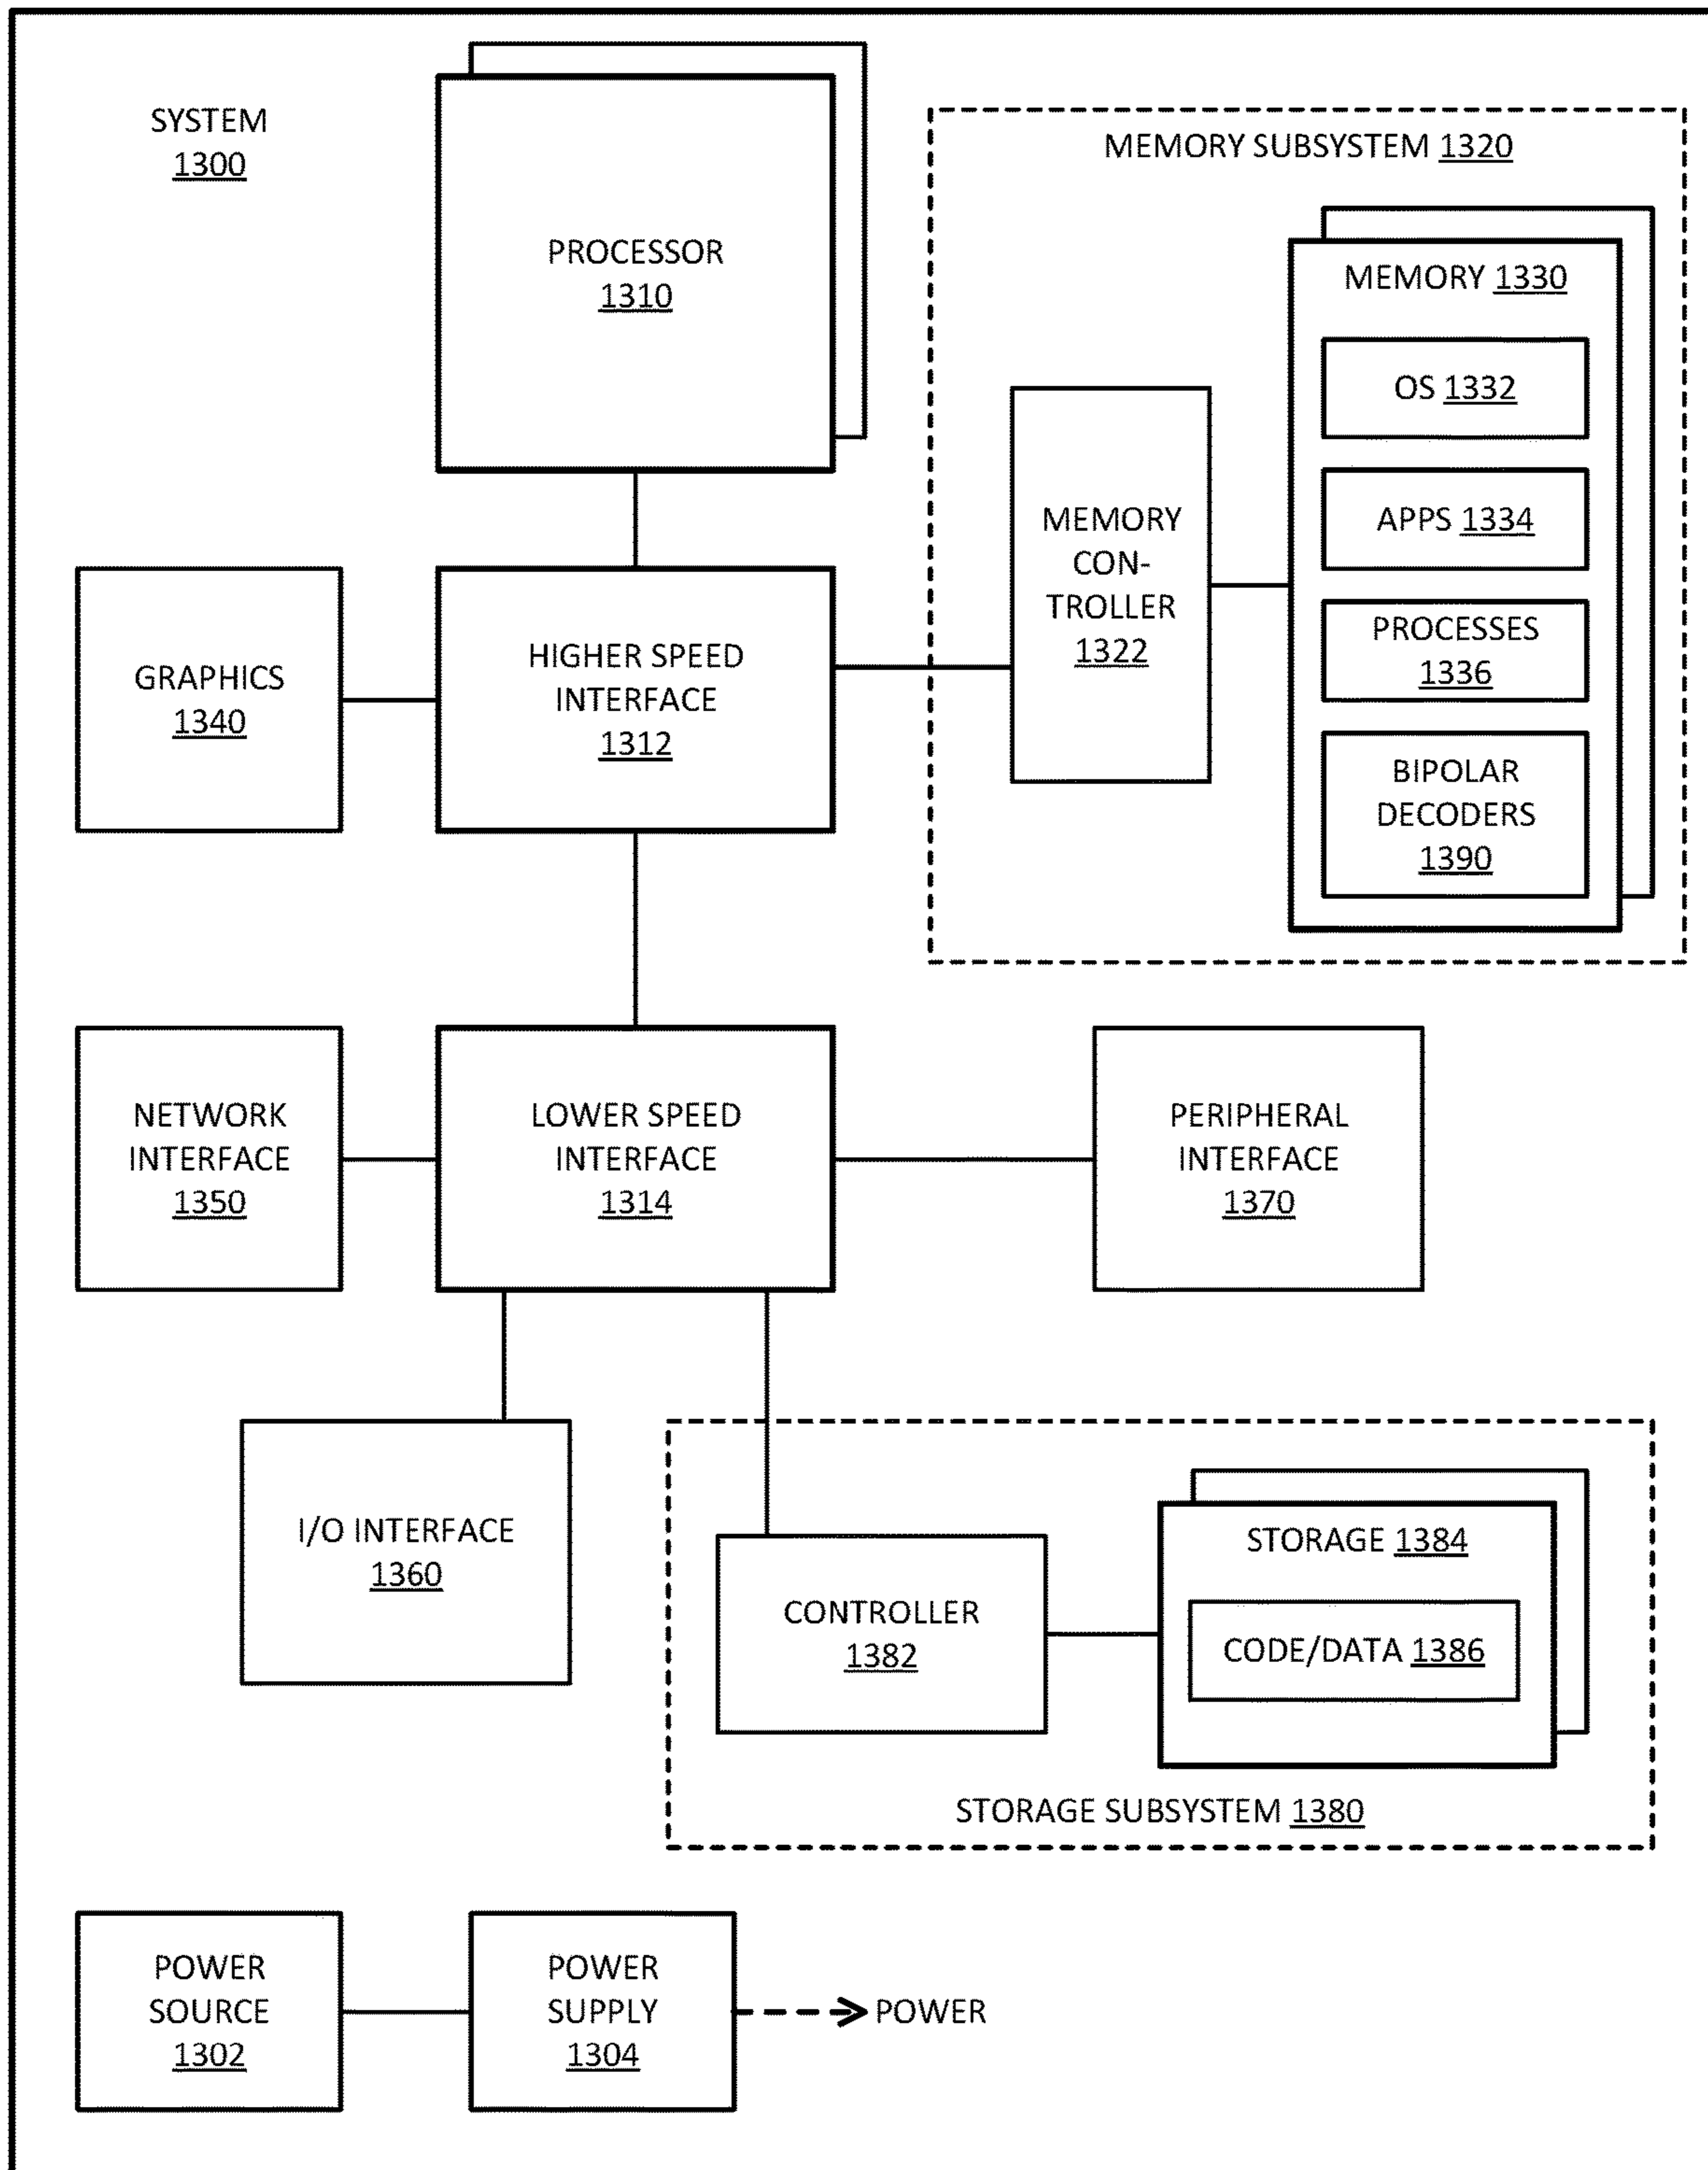 SYSTEM
1300
PROCESSOR
1310
MEMORY SUBSYSTEM 1320
MEMORY 1330
OS 1332
APPS 1334
PROCESSES
1336
BIPOLAR
DECODERS
1390
MEMORY
CON-
TROLLER
1322
GRAPHICS
1340
HIGHER SPEED
INTERFACE
1312
NETWORK
INTERFACE
1350
LOWER SPEED
INTERFACE
1314
PERIPHERAL
INTERFACE
1370
I/O INTERFACE
1360
CONTROLLER
1382
STORAGE 1384
CODE/DATA 1386
STORAGE SUBSYSTEM 1380
POWER
SOURCE
1302
POWER
SUPPLY
1304
POWER